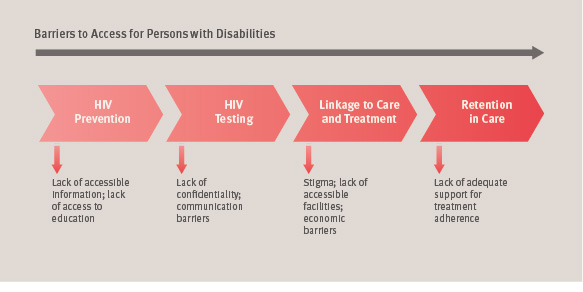 Barriers to Access for Persons with Disabilities
HIV
Prevention
HIV
Testing
Linkage to Care
and Treatment
Retention
in Care
Lack of accessible
information; lack
of access to
education
Lack of
confidentiality;
communication
barriers
Stigma; lack of
accessible
facilities;
economic
barriers
Lack of adequate
support for
treatment
adherence